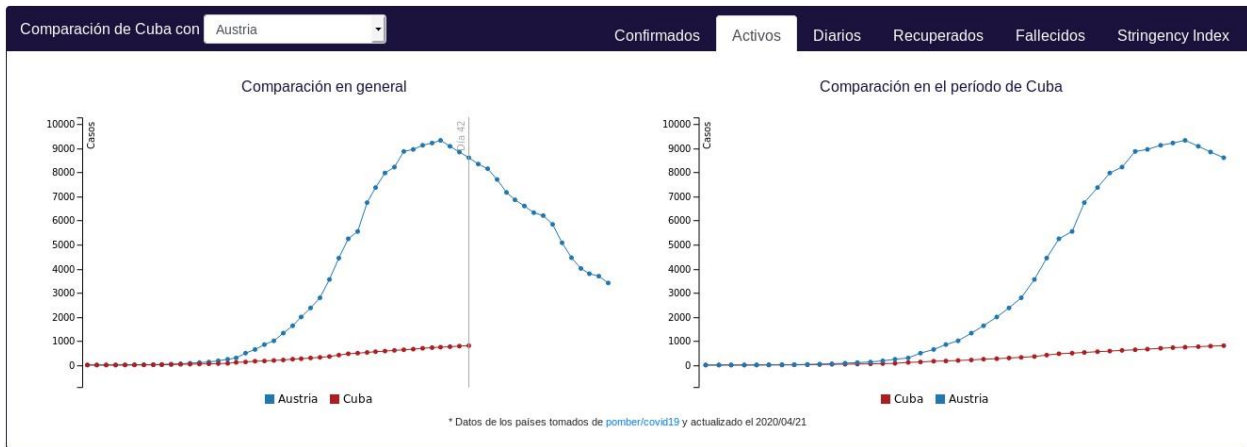 Comparación de Cuba con Austria
Confirmados Activos Diarios Recuperados Fallecidos Stringency Index
Comparación en general
Comparación en el período de Cuba
10000
9000
8000
7000
6000
5000
4000
3000
2000
1000
0
Casos
Día 42
Austria Cuba
10000
9000
8000
7000
6000
5000
4000
3000
2000
1000
0
Casos
Cuba Austria
* Datos de los países tomados de pomber/covid19 y actualizado el 2020/04/21